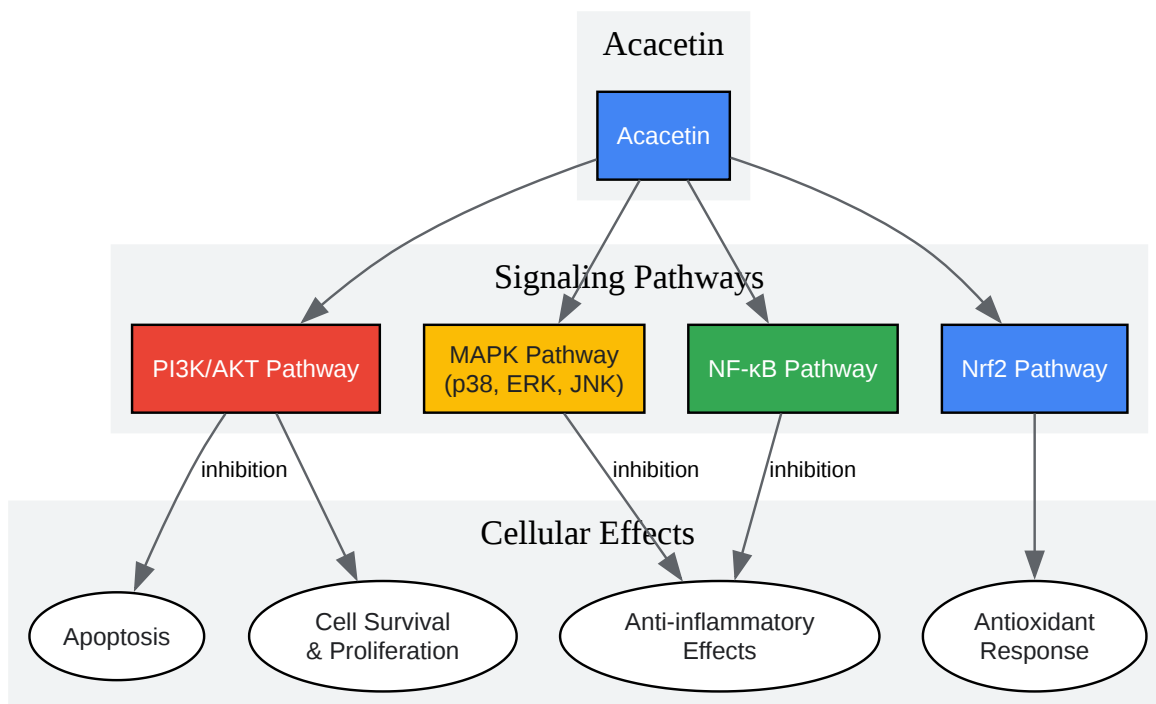 Acacetin
Acacetin
Signaling Pathways
PI3K/AKT Pathway
MAPK Pathway
(p38, ERK, JNK)
NF-κB Pathway
Nrf2 Pathway
inhibition
inhibition
inhibition
Cellular Effects
Apoptosis
Cell Survival
& Proliferation
Anti-inflammatory
Effects
Antioxidant
Response